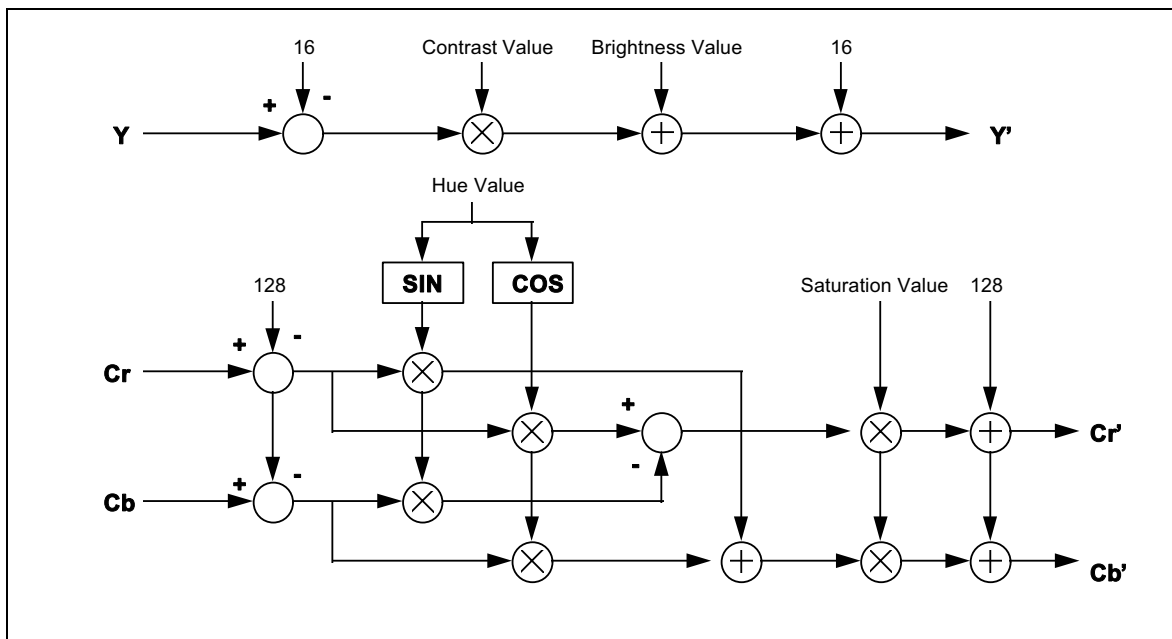 16 Contrast Value Brightness Value 16
+ -
Y × + + Y’
Hue Value
SIN COS
128 Saturation Value 128
+ -
Cr ×
+ × - × + Cr’
+ -
Cb ×
× + × + Cb’